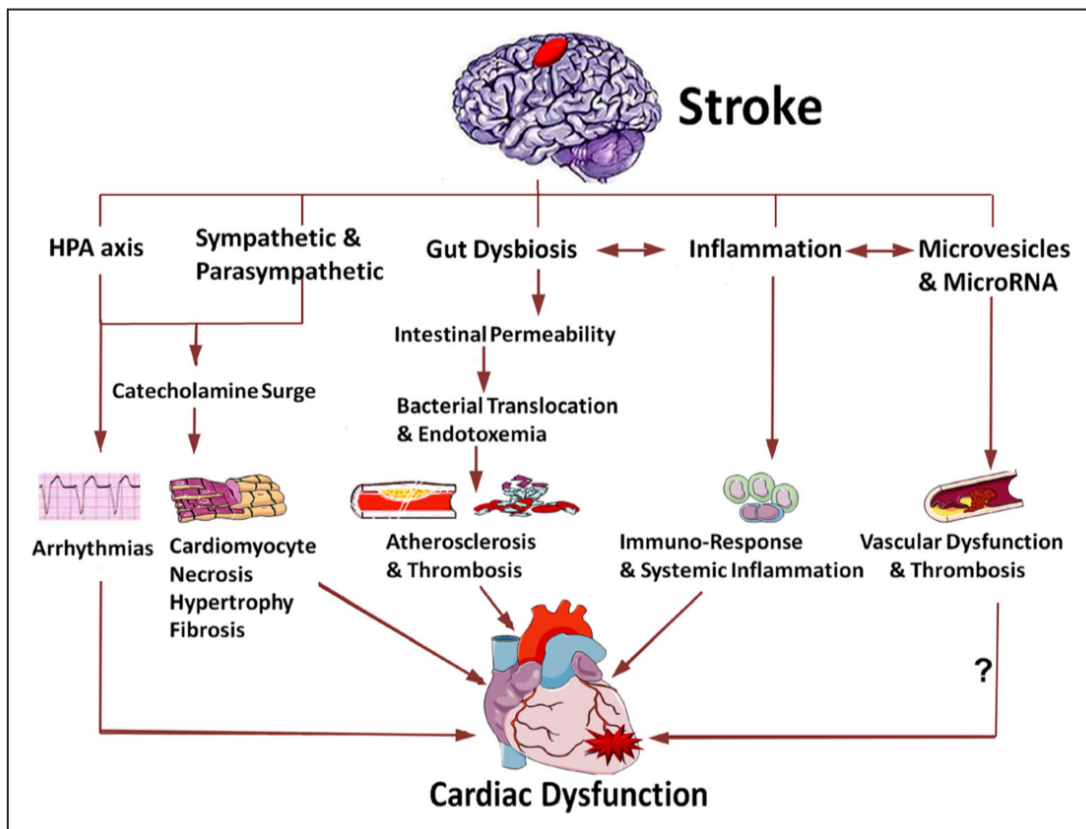 Stroke
HPA axis
Sympathetic &
Parasympathetic
Gut Dysbiosis
Inflammation
Microvesicles
& MicroRNA
Intestinal Permeability
Catecholamine Surge
Bacterial Translocation
& Endotoxemia
Arrhythmias
Cardiomyocyte
Necrosis
Hypertrophy
Fibrosis
Atherosclerosis
& Thrombosis
Immuno-Response
& Systemic Inflammation
Vascular Dysfunction
& Thrombosis
?
Cardiac Dysfunction